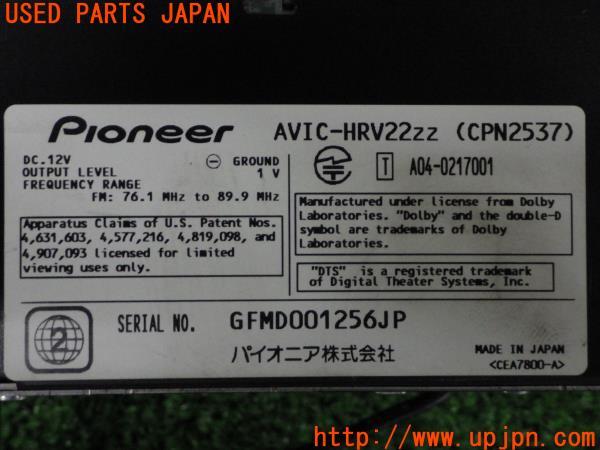 USED PARTS JAPAN
Pioneer
AVIC-HRV22zz (CPN2537)
DC.12V
GROUND
OUTPUT LEVEL 1 V
FREQUENCY RANGE
FM: 76.1 MHz to 89.9 MHz
T A04-0217001
Apparatus Claims of U.S. Patent Nos.
4,631,603, 4,577,216, 4,819,098, and
4,907,093 licensed for limited
viewing uses only.
Manufactured under license from Dolby
Laboratories. "Dolby" and the double-D
symbol are trademarks of Dolby
Laboratories.
"DTS" is a registered trademark
of Digital Theater Systems, Inc.
2
SERIAL NO. GFMD001256JP
パイオニア株式会社
MADE IN JAPAN
<CEA7800-A>
USED PARTS JAPAN
http://www.upjpn.com/